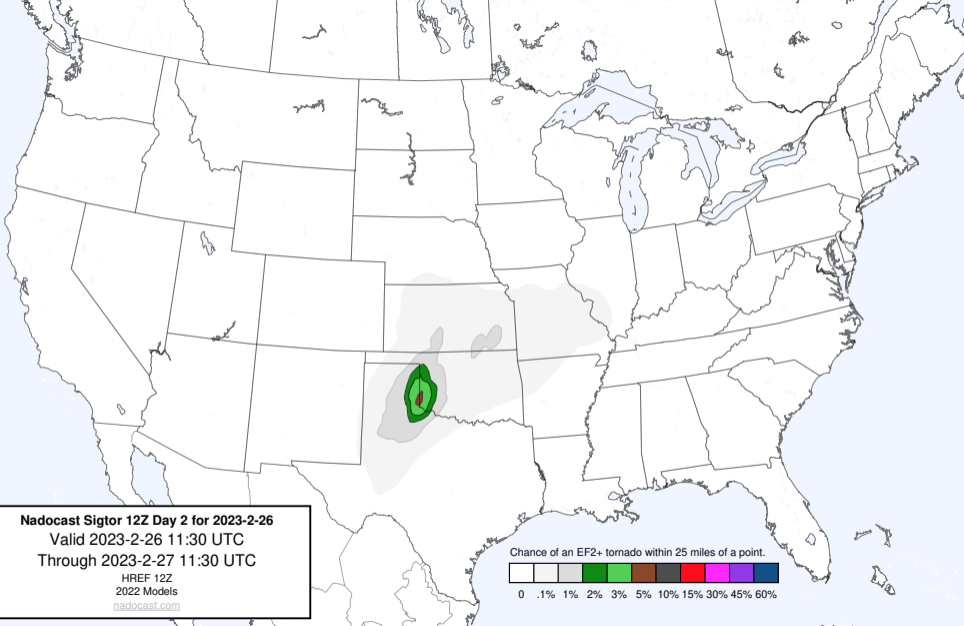 Nadocast Sigtor 12Z Day 2 for 2023-2-26
Valid 2023-2-26 11:30 UTC
Through 2023-2-27 11:30 UTC
HREF 12Z
2022 Models
nadocast.com
Chance of an EF2+ tornado within 25 miles of a point.
0 .1% 1% 2% 3% 5% 10% 15% 30% 45% 60%